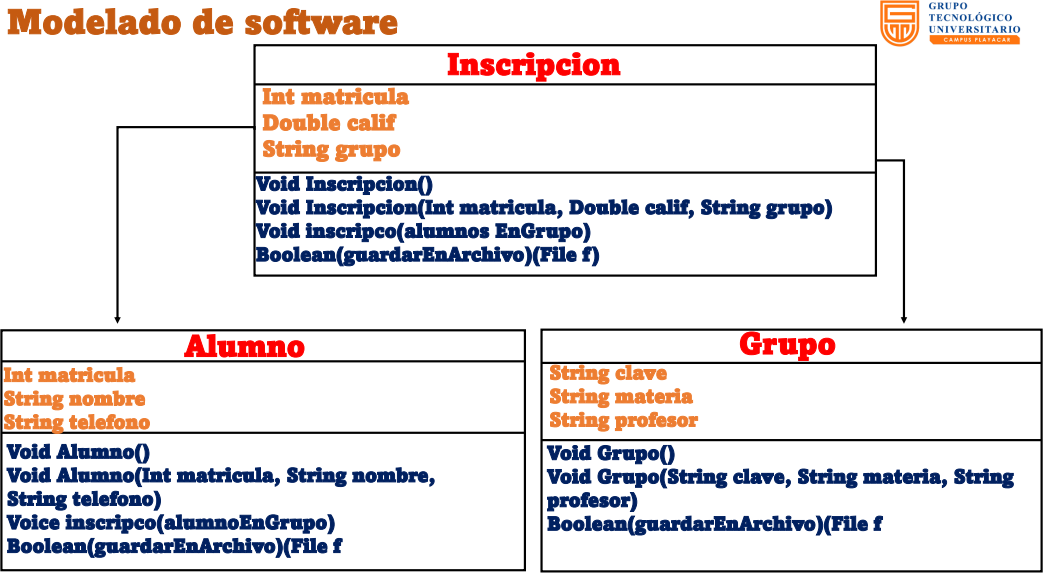 Modelado de software
GRUPO
TECNOLÓGICO
UNIVERSITARIO
CAMPUS PLAYACAR
Inscripcion
Int matricula
Double calif
String grupo
Void Inscripcion()
Void Inscripcion(Int matricula, Double calif, String grupo)
Void inscripco(alumnos EnGrupo)
Boolean(guardarEnArchivo)(File f)
Alumno
Int matricula
String nombre
String telefono
Void Alumno()
Void Alumno(Int matricula, String nombre,
String telefono)
Voice inscripco(alumnoEnGrupo)
Boolean(guardarEnArchivo)(File f
Grupo
String clave
String materia
String profesor
Void Grupo()
Void Grupo(String clave, String materia, String
profesor)
Boolean(guardarEnArchivo)(File f